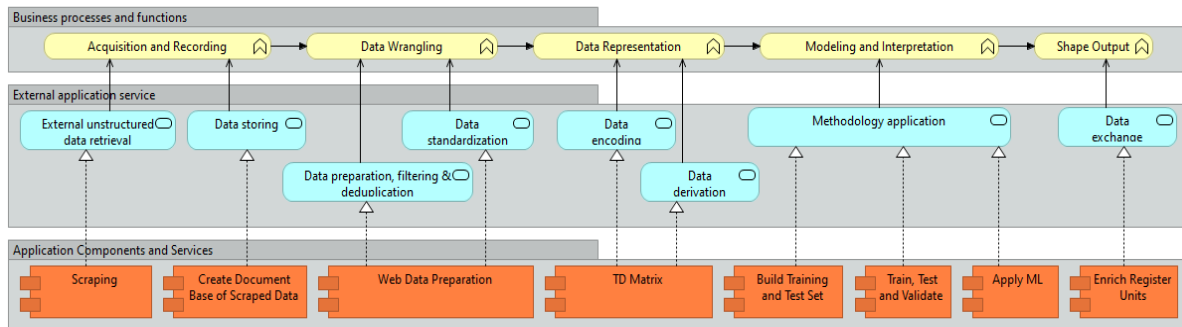 Business processes and functions
Acquisition and Recording
Data Wrangling
Data Representation
Modeling and Interpretation
Shape Output
External application service
External unstructured
data retrieval
Data storing
Data
standardization
Data
encoding
Methodology application
Data
exchange
Data preparation, filtering &
deduplication
Data
derivation
Application Components and Services
Scraping
Create Document
Base of Scraped Data
Web Data Preparation
TD Matrix
Build Training
and Test Set
Train, Test
and Validate
Apply ML
Enrich Register
Units